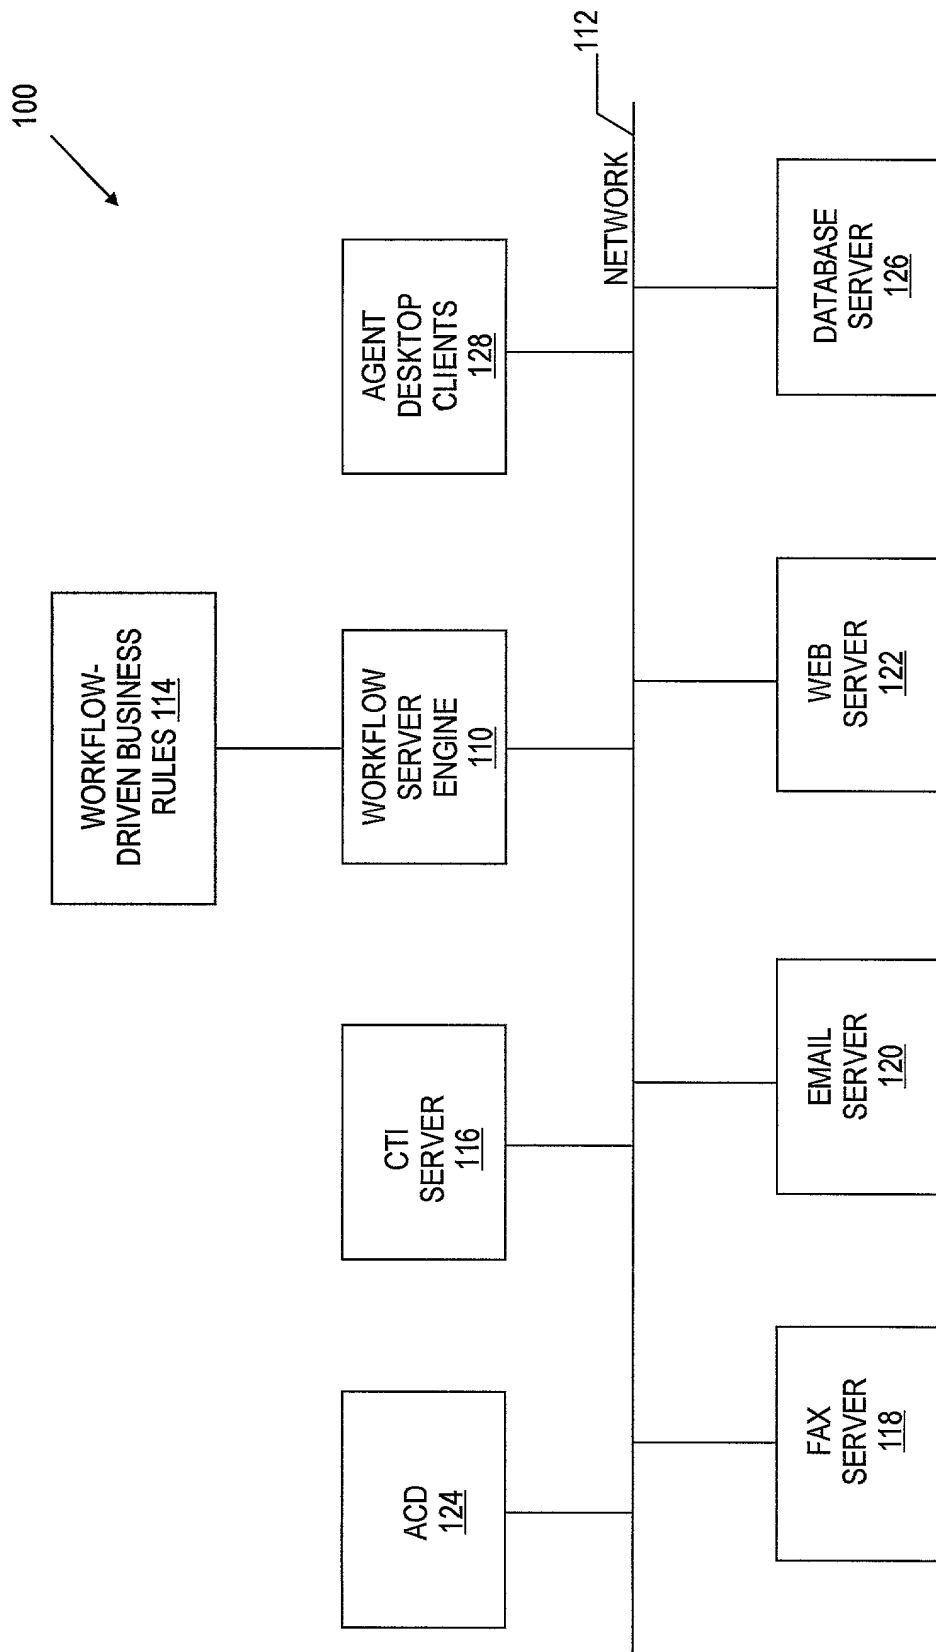 100
WORKFLOW-
DRIVEN BUSINESS
RULES 114
ACD
124
CTI
SERVER
116
WORKFLOW
SERVER
ENGINE
110
AGENT
DESKTOP
CLIENTS
128
NETWORK
112
FAX
SERVER
118
EMAIL
SERVER
120
WEB
SERVER
122
DATABASE
SERVER
126